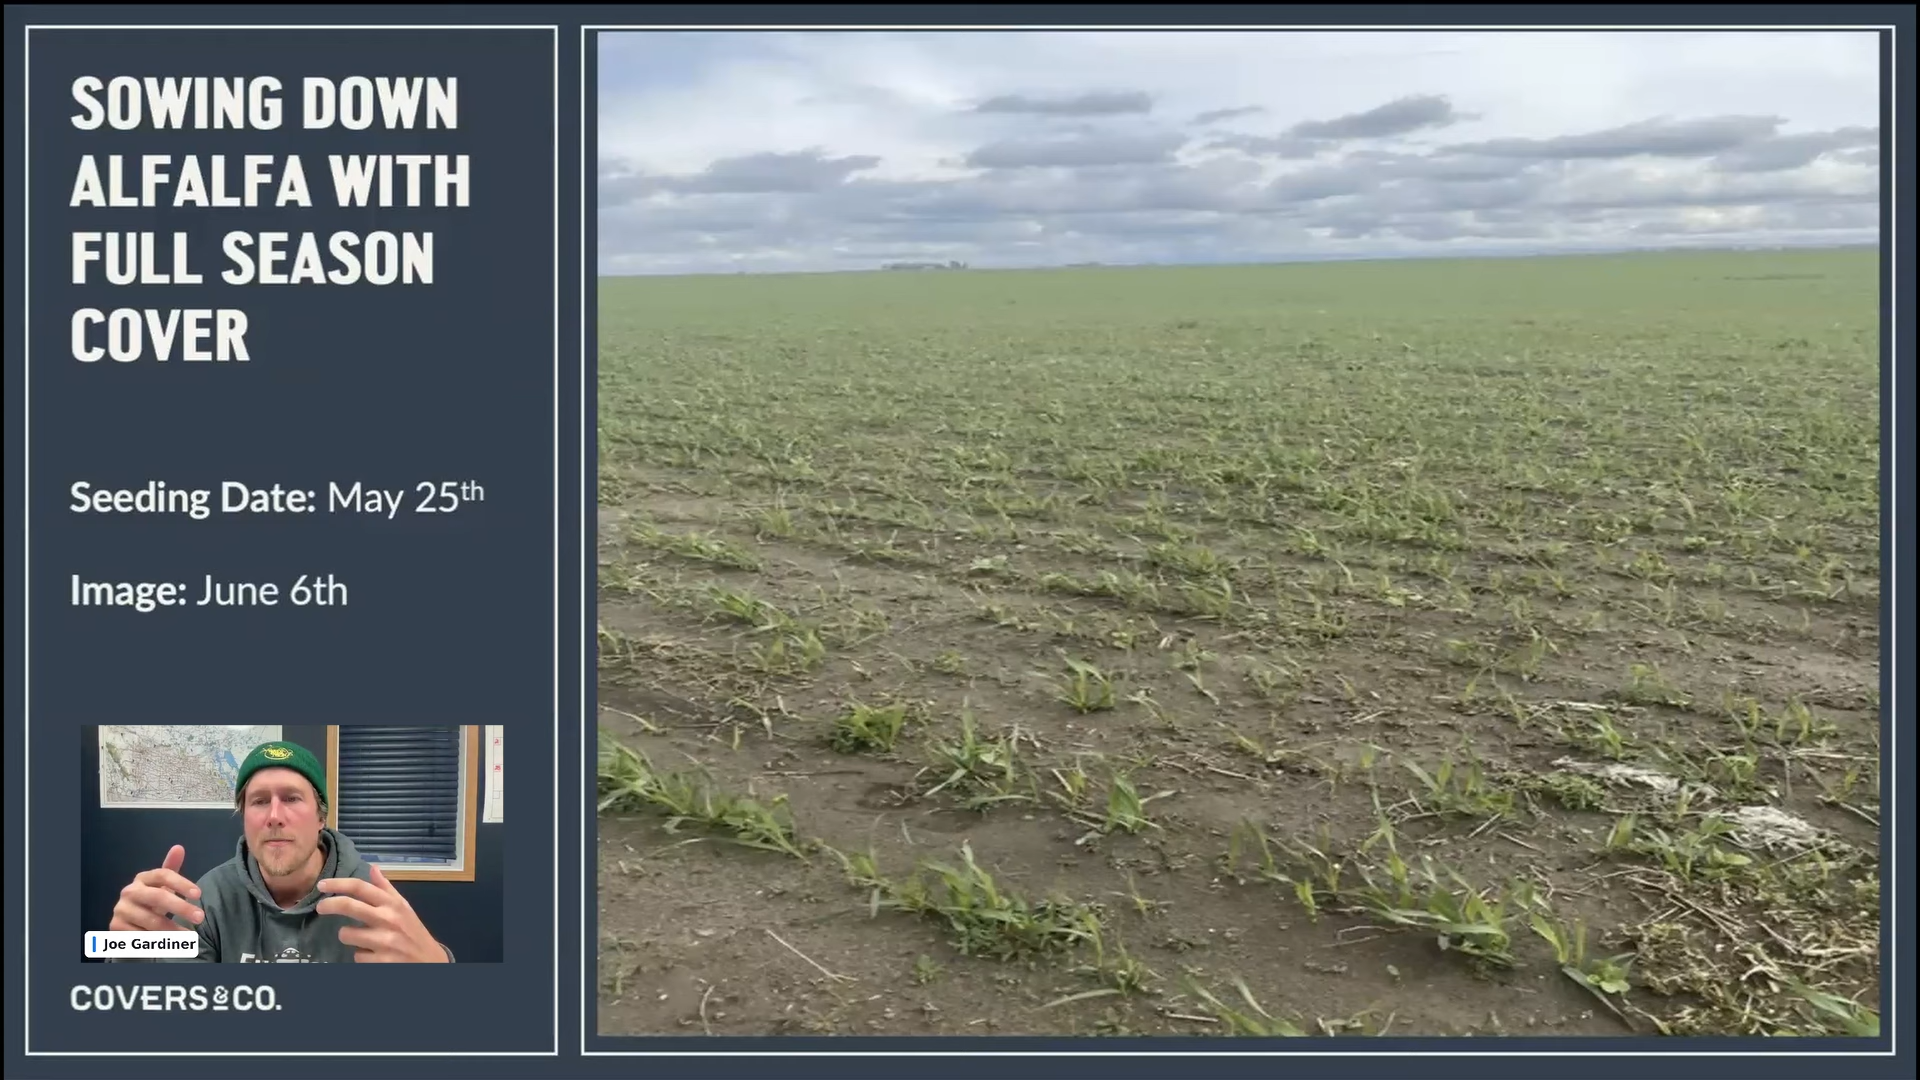 SOWING DOWN
ALFALFA WITH
FULL SEASON
COVER
Seeding Date: May 25th
Image: June 6th
Joe Gardiner
COVERS&CO.